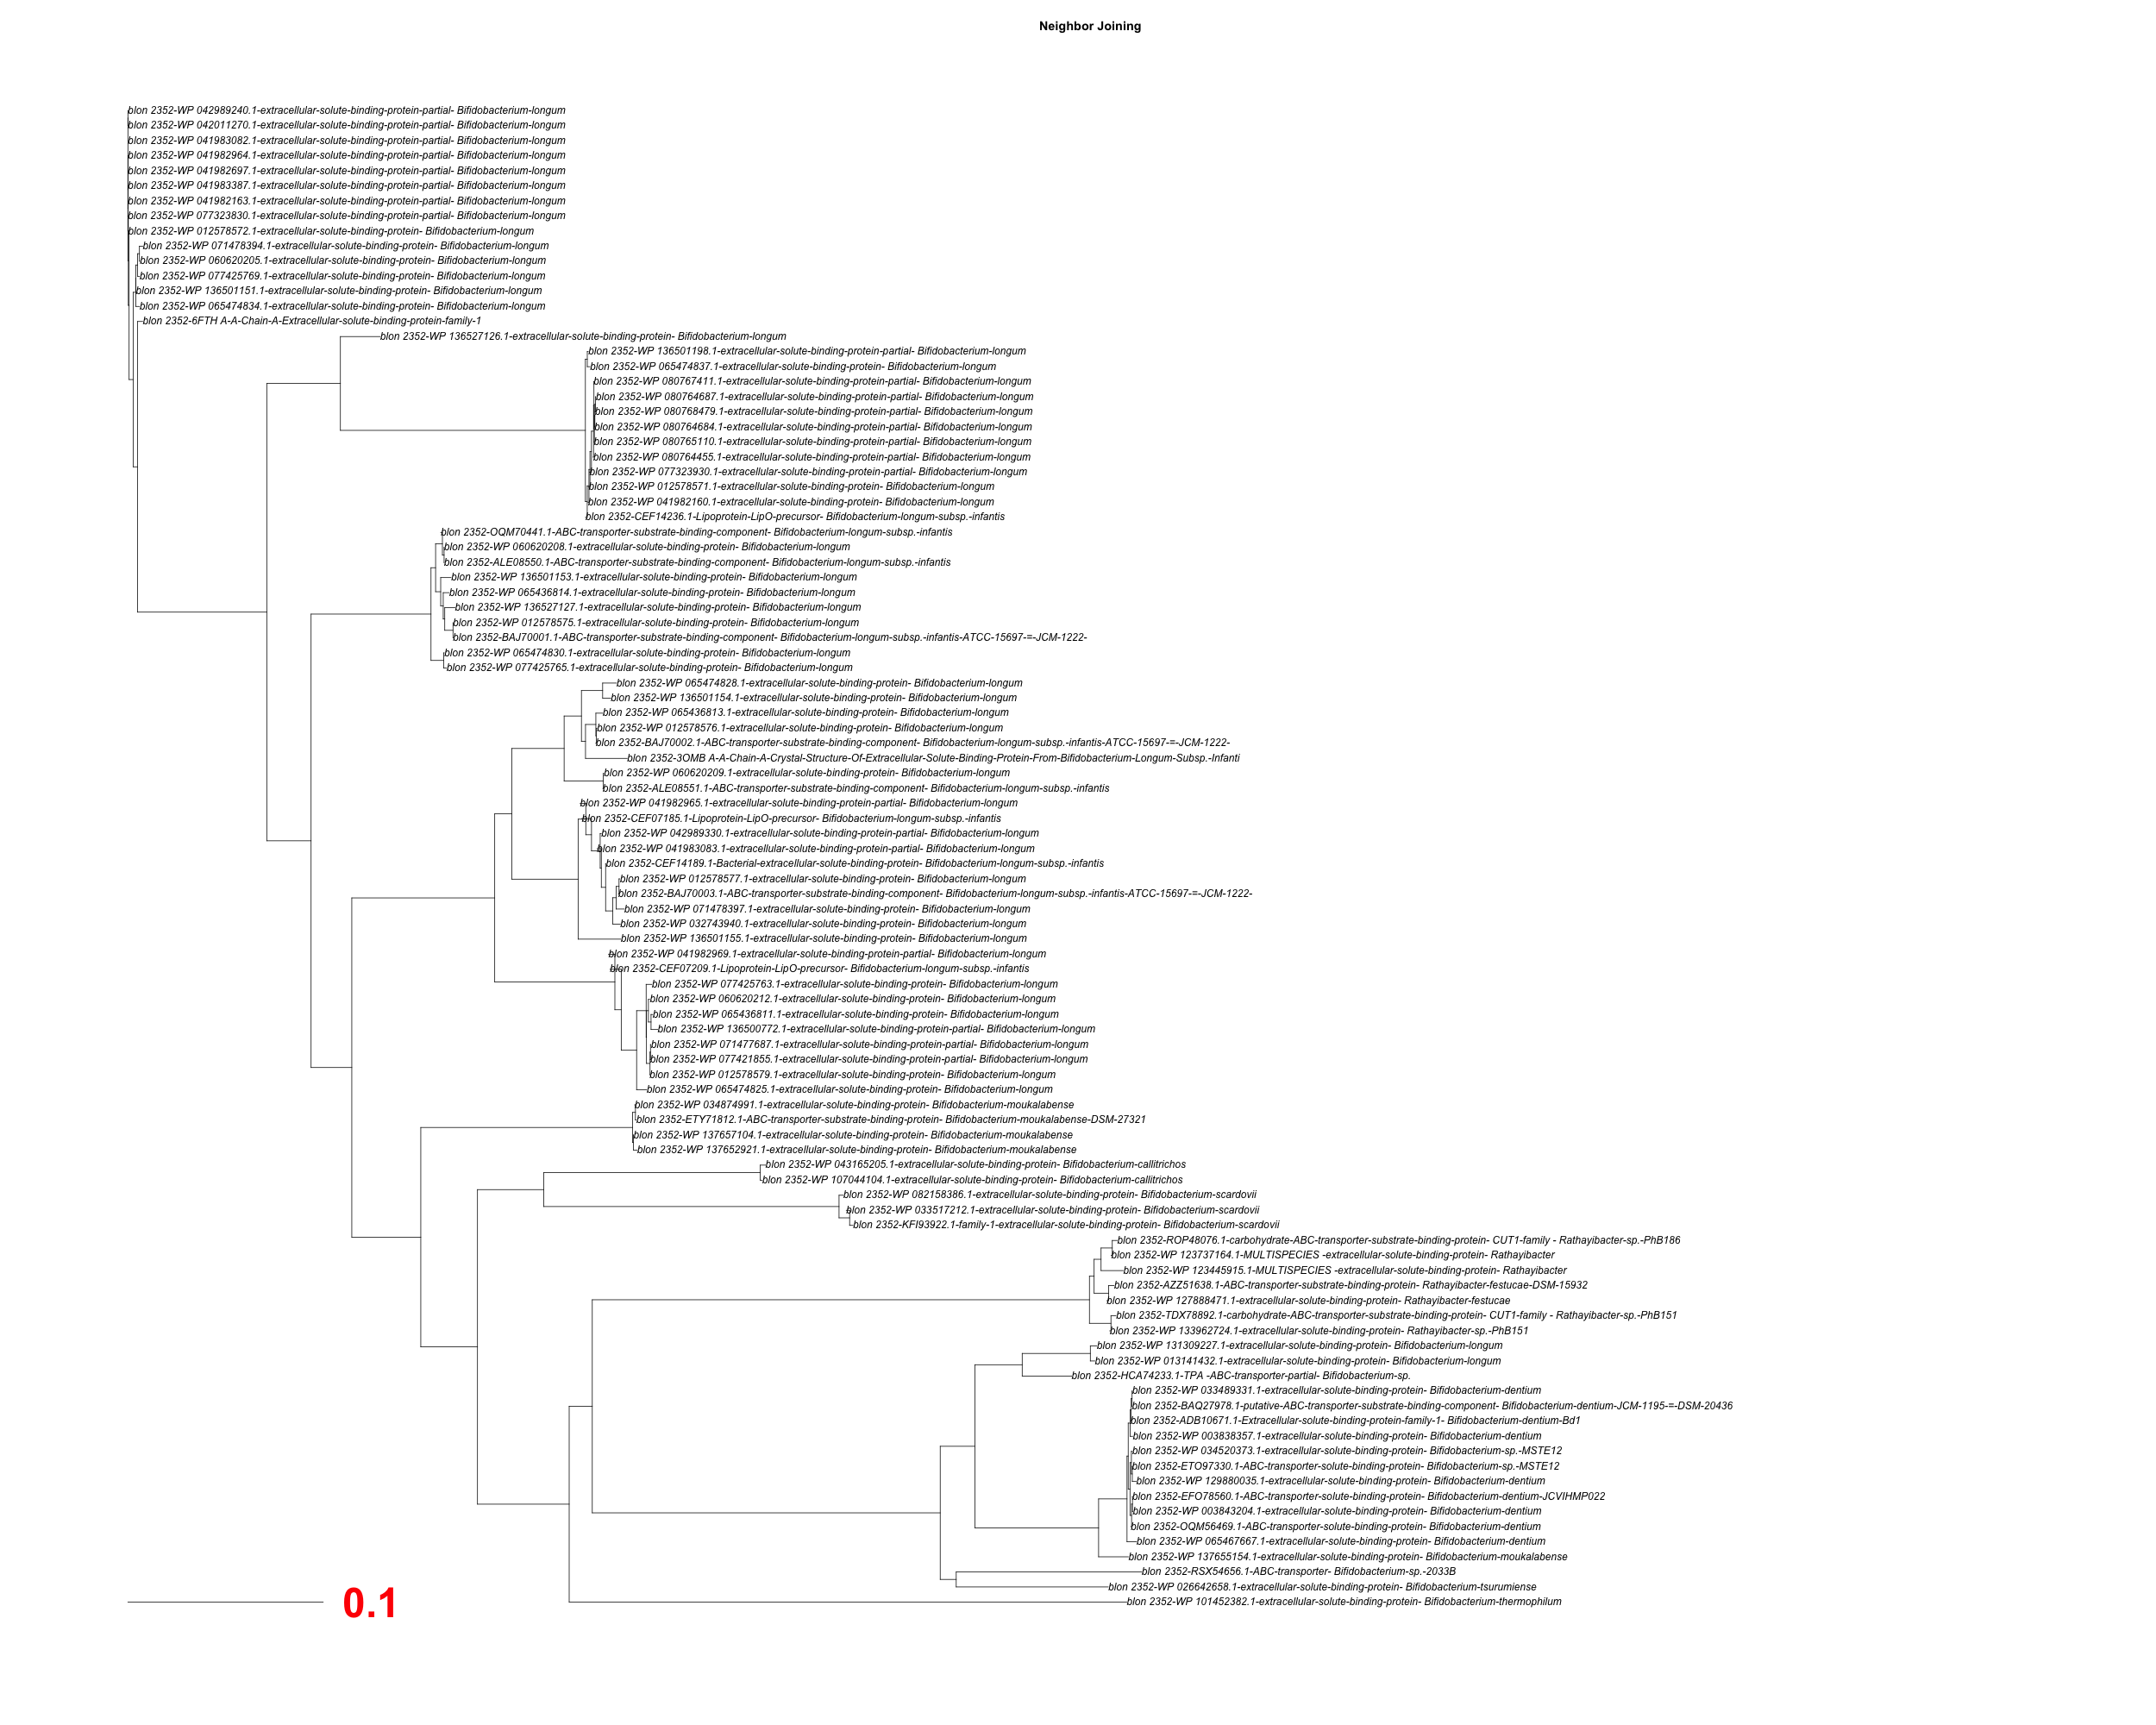 Neighbor Joining
blon 2352-WP 042989240.1-extracellular-solute-binding-protein-partial- Bifidobacterium-longum
blon 2352-WP 042011270.1-extracellular-solute-binding-protein-partial- Bifidobacterium-longum
blon 2352-WP 041983082.1-extracellular-solute-binding-protein-partial- Bifidobacterium-longum
blon 2352-WP 041982964.1-extracellular-solute-binding-protein-partial- Bifidobacterium-longum
blon 2352-WP 041982697.1-extracellular-solute-binding-protein-partial- Bifidobacterium-longum
blon 2352-WP 041983387.1-extracellular-solute-binding-protein-partial- Bifidobacterium-longum
blon 2352-WP 041982163.1-extracellular-solute-binding-protein-partial- Bifidobacterium-longum
blon 2352-WP 077323830.1-extracellular-solute-binding-protein-partial- Bifidobacterium-longum
blon 2352-WP 012578572.1-extracellular-solute-binding-protein- Bifidobacterium-longum
blon 2352-WP 071478394.1-extracellular-solute-binding-protein- Bifidobacterium-longum
blon 2352-WP 060620205.1-extracellular-solute-binding-protein- Bifidobacterium-longum
blon 2352-WP 077425769.1-extracellular-solute-binding-protein- Bifidobacterium-longum
blon 2352-WP 136501151.1-extracellular-solute-binding-protein- Bifidobacterium-longum
blon 2352-WP 065474834.1-extracellular-solute-binding-protein- Bifidobacterium-longum
blon 2352-6FTH A-A-Chain-A-Extracellular-solute-binding-protein-family-1
blon 2352-WP 136527126.1-extracellular-solute-binding-protein- Bifidobacterium-longum
blon 2352-WP 136501198.1-extracellular-solute-binding-protein-partial- Bifidobacterium-longum
blon 2352-WP 065474837.1-extracellular-solute-binding-protein- Bifidobacterium-longum
blon 2352-WP 080767411.1-extracellular-solute-binding-protein-partial- Bifidobacterium-longum
blon 2352-WP 080764687.1-extracellular-solute-binding-protein-partial- Bifidobacterium-longum
blon 2352-WP 080768479.1-extracellular-solute-binding-protein-partial- Bifidobacterium-longum
blon 2352-WP 080764684.1-extracellular-solute-binding-protein-partial- Bifidobacterium-longum
blon 2352-WP 080765110.1-extracellular-solute-binding-protein-partial- Bifidobacterium-longum
blon 2352-WP 080764455.1-extracellular-solute-binding-protein-partial- Bifidobacterium-longum
blon 2352-WP 077323930.1-extracellular-solute-binding-protein-partial- Bifidobacterium-longum
blon 2352-WP 012578571.1-extracellular-solute-binding-protein- Bifidobacterium-longum
blon 2352-WP 041982160.1-extracellular-solute-binding-protein- Bifidobacterium-longum
blon 2352-CEF14236.1-Lipoprotein-LipO-precursor- Bifidobacterium-longum-subsp.-infantis
blon 2352-OQM70441.1-ABC-transporter-substrate-binding-component- Bifidobacterium-longum-subsp.-infantis
blon 2352-WP 060620208.1-extracellular-solute-binding-protein- Bifidobacterium-longum
blon 2352-ALE08550.1-ABC-transporter-substrate-binding-component- Bifidobacterium-longum-subsp.-infantis
blon 2352-WP 136501153.1-extracellular-solute-binding-protein- Bifidobacterium-longum
blon 2352-WP 065436814.1-extracellular-solute-binding-protein- Bifidobacterium-longum
blon 2352-WP 136527127.1-extracellular-solute-binding-protein- Bifidobacterium-longum
blon 2352-WP 012578575.1-extracellular-solute-binding-protein- Bifidobacterium-longum
blon 2352-BAJ70001.1-ABC-transporter-substrate-binding-component- Bifidobacterium-longum-subsp.-infantis-ATCC-15697-=-JCM-1222-
blon 2352-WP 065474830.1-extracellular-solute-binding-protein- Bifidobacterium-longum
blon 2352-WP 077425765.1-extracellular-solute-binding-protein- Bifidobacterium-longum
blon 2352-WP 065474828.1-extracellular-solute-binding-protein- Bifidobacterium-longum
blon 2352-WP 136501154.1-extracellular-solute-binding-protein- Bifidobacterium-longum
blon 2352-WP 065436813.1-extracellular-solute-binding-protein- Bifidobacterium-longum
blon 2352-WP 012578576.1-extracellular-solute-binding-protein- Bifidobacterium-longum
blon 2352-BAJ70002.1-ABC-transporter-substrate-binding-component- Bifidobacterium-longum-subsp.-infantis-ATCC-15697-=-JCM-1222-
blon 2352-3OMB A-A-Chain-A-Crystal-Structure-Of-Extracellular-Solute-Binding-Protein-From-Bifidobacterium-Longum-Subsp.-Infanti
blon 2352-WP 060620209.1-extracellular-solute-binding-protein- Bifidobacterium-longum
blon 2352-ALE08551.1-ABC-transporter-substrate-binding-component- Bifidobacterium-longum-subsp.-infantis
blon 2352-WP 041982965.1-extracellular-solute-binding-protein-partial- Bifidobacterium-longum
blon 2352-CEF07185.1-Lipoprotein-LipO-precursor- Bifidobacterium-longum-subsp.-infantis
blon 2352-WP 042989330.1-extracellular-solute-binding-protein-partial- Bifidobacterium-longum
blon 2352-WP 041983083.1-extracellular-solute-binding-protein-partial- Bifidobacterium-longum
blon 2352-CEF14189.1-Bacterial-extracellular-solute-binding-protein- Bifidobacterium-longum-subsp.-infantis
blon 2352-WP 012578577.1-extracellular-solute-binding-protein- Bifidobacterium-longum
blon 2352-BAJ70003.1-ABC-transporter-substrate-binding-component- Bifidobacterium-longum-subsp.-infantis-ATCC-15697-=-JCM-1222-
blon 2352-WP 071478397.1-extracellular-solute-binding-protein- Bifidobacterium-longum
blon 2352-WP 032743940.1-extracellular-solute-binding-protein- Bifidobacterium-longum
blon 2352-WP 136501155.1-extracellular-solute-binding-protein- Bifidobacterium-longum
blon 2352-WP 041982969.1-extracellular-solute-binding-protein-partial- Bifidobacterium-longum
blon 2352-CEF07209.1-Lipoprotein-LipO-precursor- Bifidobacterium-longum-subsp.-infantis
blon 2352-WP 077425763.1-extracellular-solute-binding-protein- Bifidobacterium-longum
blon 2352-WP 060620212.1-extracellular-solute-binding-protein- Bifidobacterium-longum
blon 2352-WP 065436811.1-extracellular-solute-binding-protein- Bifidobacterium-longum
blon 2352-WP 136500772.1-extracellular-solute-binding-protein-partial- Bifidobacterium-longum
blon 2352-WP 071477687.1-extracellular-solute-binding-protein-partial- Bifidobacterium-longum
blon 2352-WP 077421855.1-extracellular-solute-binding-protein-partial- Bifidobacterium-longum
blon 2352-WP 012578579.1-extracellular-solute-binding-protein- Bifidobacterium-longum
blon 2352-WP 065474825.1-extracellular-solute-binding-protein- Bifidobacterium-longum
blon 2352-WP 034874991.1-extracellular-solute-binding-protein- Bifidobacterium-moukalabense
blon 2352-ETY71812.1-ABC-transporter-substrate-binding-protein- Bifidobacterium-moukalabense-DSM-27321
blon 2352-WP 137657104.1-extracellular-solute-binding-protein- Bifidobacterium-moukalabense
blon 2352-WP 137652921.1-extracellular-solute-binding-protein- Bifidobacterium-moukalabense
blon 2352-WP 043165205.1-extracellular-solute-binding-protein- Bifidobacterium-callitrichos
blon 2352-WP 107044104.1-extracellular-solute-binding-protein- Bifidobacterium-callitrichos
blon 2352-WP 082158386.1-extracellular-solute-binding-protein- Bifidobacterium-scardovii
blon 2352-WP 033517212.1-extracellular-solute-binding-protein- Bifidobacterium-scardovii
blon 2352-KFI93922.1-family-1-extracellular-solute-binding-protein- Bifidobacterium-scardovii
blon 2352-ROP48076.1-carbohydrate-ABC-transporter-substrate-binding-protein- CUT1-family - Rathayibacter-sp.-PhB186
blon 2352-WP 123737164.1-MULTISPECIES -extracellular-solute-binding-protein- Rathayibacter
blon 2352-WP 123445915.1-MULTISPECIES -extracellular-solute-binding-protein- Rathayibacter
blon 2352-AZZ51638.1-ABC-transporter-substrate-binding-protein- Rathayibacter-festucae-DSM-15932
blon 2352-WP 127888471.1-extracellular-solute-binding-protein- Rathayibacter-festucae
blon 2352-TDX78892.1-carbohydrate-ABC-transporter-substrate-binding-protein- CUT1-family - Rathayibacter-sp.-PhB151
blon 2352-WP 133962724.1-extracellular-solute-binding-protein- Rathayibacter-sp.-PhB151
blon 2352-WP 131309227.1-extracellular-solute-binding-protein- Bifidobacterium-longum
blon 2352-WP 013141432.1-extracellular-solute-binding-protein- Bifidobacterium-longum
blon 2352-HCA74233.1-TPA -ABC-transporter-partial- Bifidobacterium-sp.
blon 2352-WP 033489331.1-extracellular-solute-binding-protein- Bifidobacterium-dentium
blon 2352-BAQ27978.1-putative-ABC-transporter-substrate-binding-component- Bifidobacterium-dentium-JCM-1195-=-DSM-20436
blon 2352-ADB10671.1-Extracellular-solute-binding-protein-family-1- Bifidobacterium-dentium-Bd1
blon 2352-WP 003838357.1-extracellular-solute-binding-protein- Bifidobacterium-dentium
blon 2352-WP 034520373.1-extracellular-solute-binding-protein- Bifidobacterium-sp.-MSTE12
blon 2352-ETO97330.1-ABC-transporter-solute-binding-protein- Bifidobacterium-sp.-MSTE12
blon 2352-WP 129880035.1-extracellular-solute-binding-protein- Bifidobacterium-dentium
blon 2352-EFO78560.1-ABC-transporter-solute-binding-protein- Bifidobacterium-dentium-JCVIHMP022
blon 2352-WP 003843204.1-extracellular-solute-binding-protein- Bifidobacterium-dentium
blon 2352-OQM56469.1-ABC-transporter-solute-binding-protein- Bifidobacterium-dentium
blon 2352-WP 065467667.1-extracellular-solute-binding-protein- Bifidobacterium-dentium
blon 2352-WP 137655154.1-extracellular-solute-binding-protein- Bifidobacterium-moukalabense
blon 2352-RSX54656.1-ABC-transporter- Bifidobacterium-sp.-2033B
blon 2352-WP 026642658.1-extracellular-solute-binding-protein- Bifidobacterium-tsurumiense
blon 2352-WP 101452382.1-extracellular-solute-binding-protein- Bifidobacterium-thermophilum
0.1